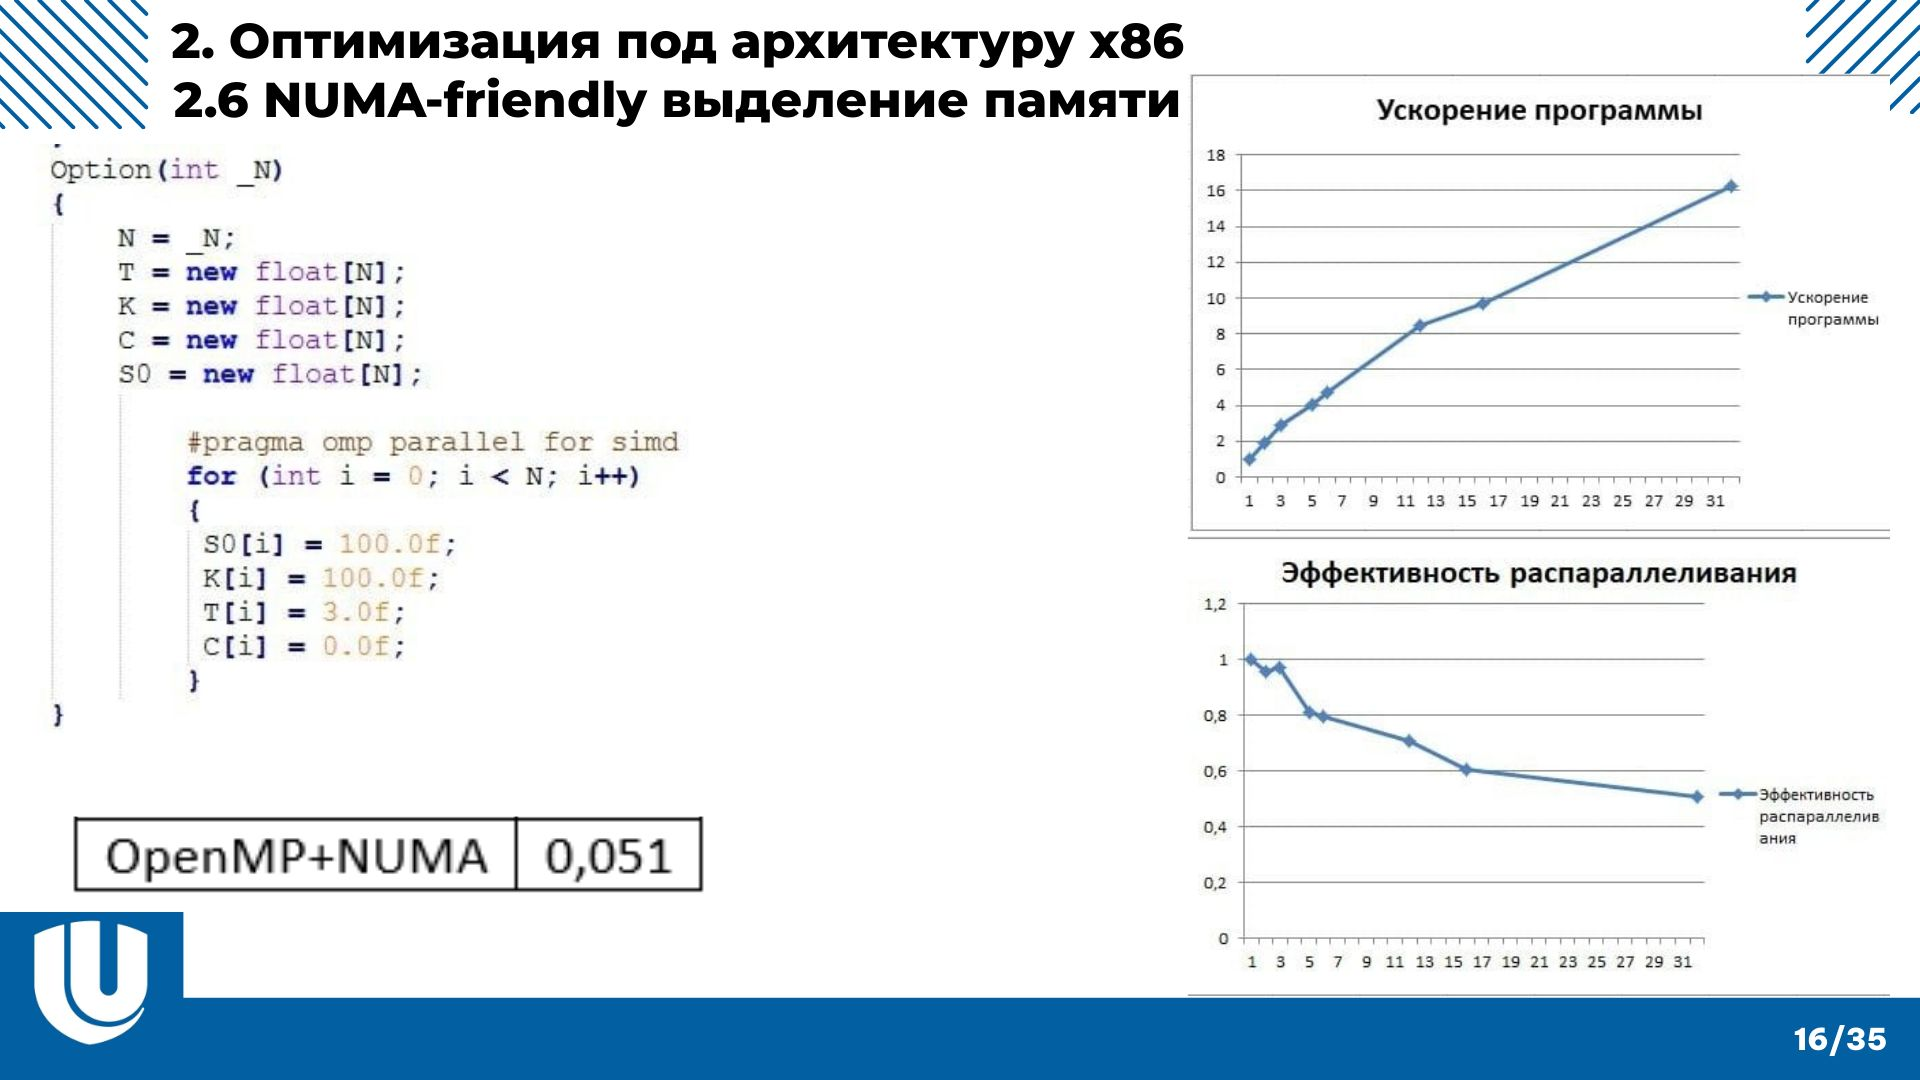 2. Оптимизация под архитектуру x86
2.6 NUMA-friendly выделение памяти
Option(int _N)
{
N = _N;
T = new float[N];
K = new float[N];
C = new float[N];
S0 = new float[N];
#pragma omp parallel for simd
for (int i = 0; i < N; i++)
{
S0[i] = 100.0f;
K[i] = 100.0f;
T[i] = 3.0f;
C[i] = 0.0f;
}
}
OpenMP+NUMA 0,051
Ускорение программы
18
16
14
12
10
8
6
4
2
0
1 3 5 7 9 11 13 15 17 19 21 23 25 27 29 31
Ускорение
программы
Эффективность распараллеливания
1,2
1
0,8
0,6
0,4
0,2
0
1 3 5 7 9 11 13 15 17 19 21 23 25 27 29 31
Эффективность
распараллелив
ания
16/35